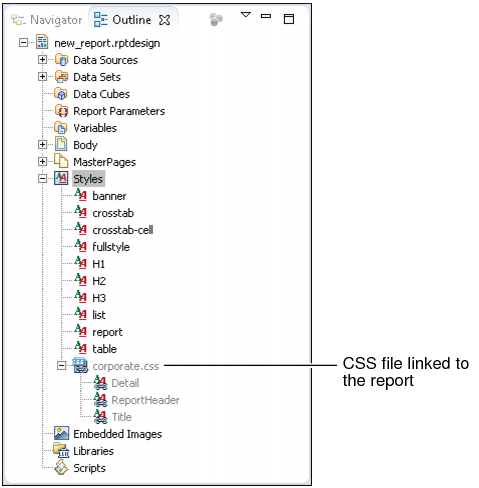 Navigator Outline
new_report.rptdesign
Data Sources
Data Sets
Data Cubes
Report Parameters
Variables
Body
MasterPages
Styles
banner
crosstab
crosstab-cell
fullstyle
H1
H2
H3
list
report
table
corporate.css
Detail
ReportHeader
Title
Embedded Images
Libraries
Scripts
CSS file linked to
the report